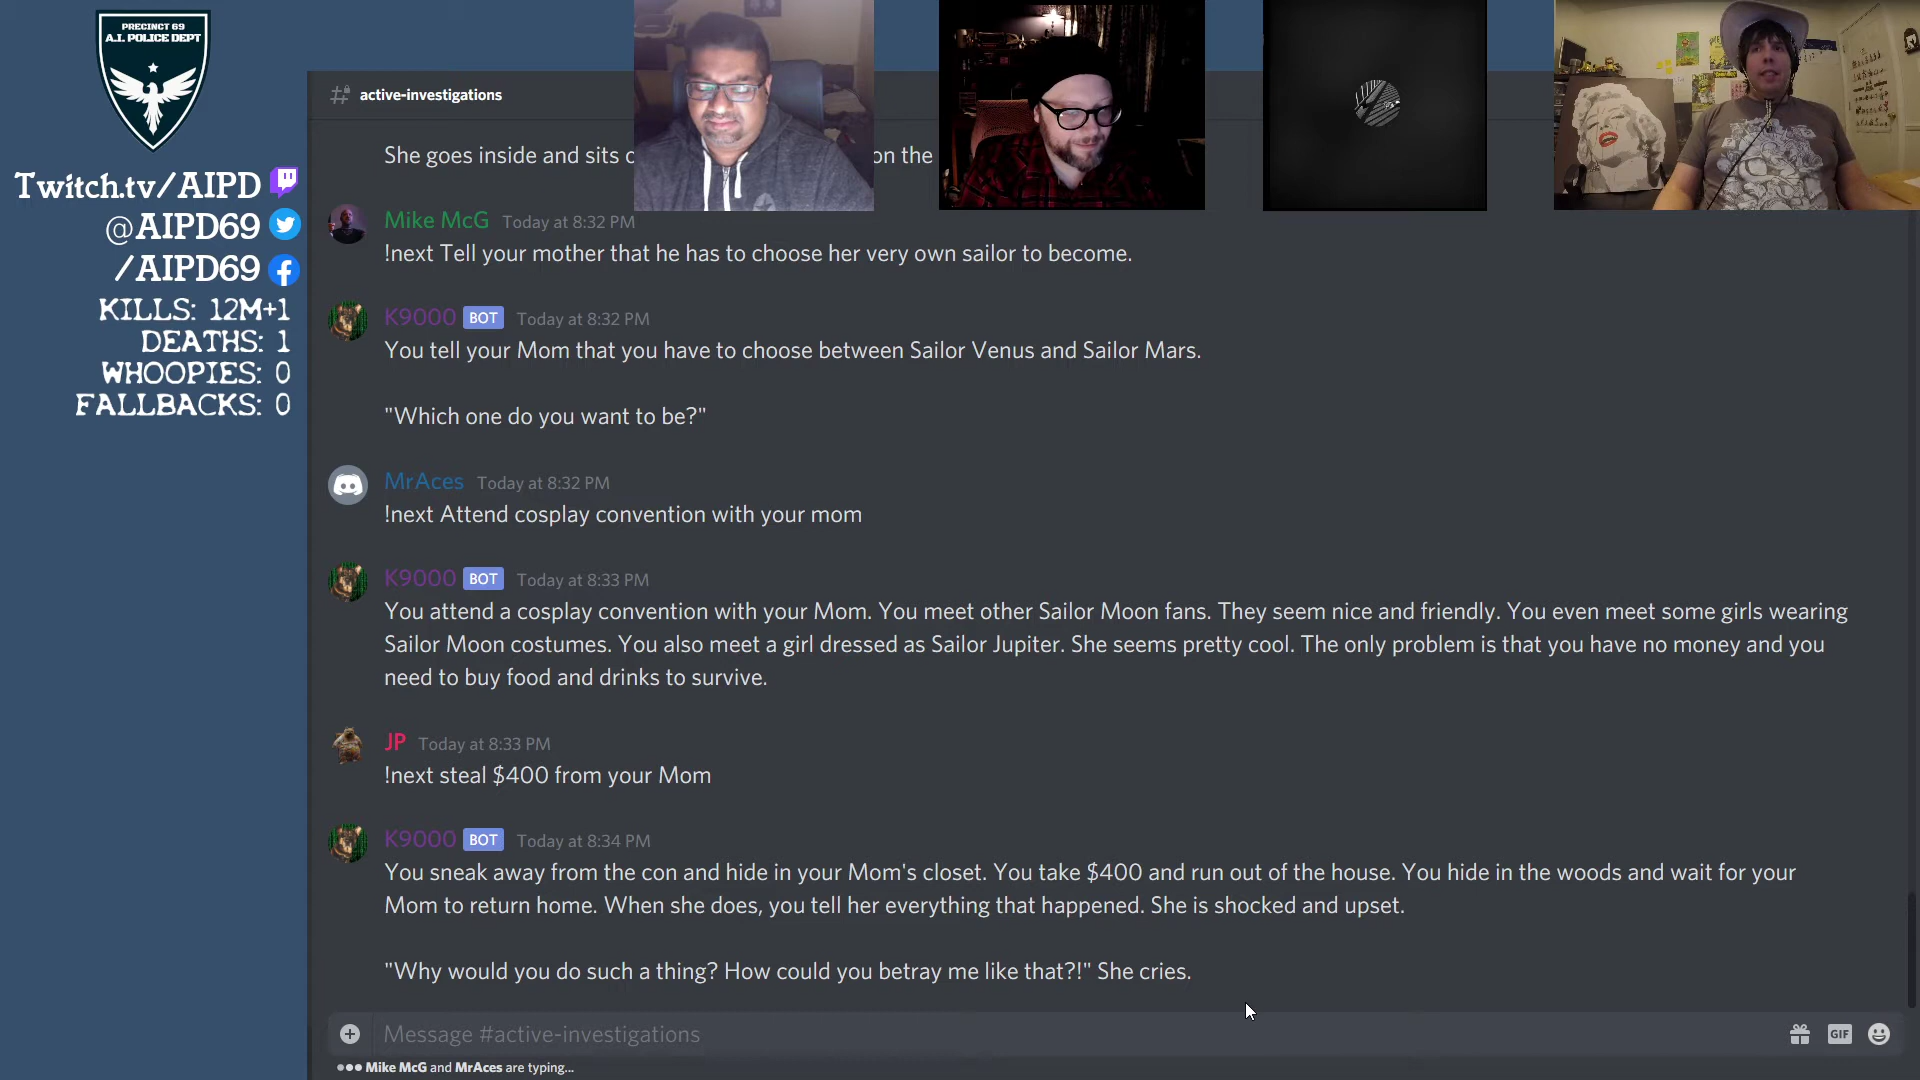 PRECINCT 69
A.I. POLICE DEPT
Twitch.tv/AIPD
@AIPD69
/AIPD69
KILLS: 12M+1
DEATHS: 1
WHOOPIES: 0
FALLBACKS: 0
active-investigations
She goes inside and sits on the
Mike McG Today at 8:32 PM
!next Tell your mother that he has to choose her very own sailor to become.
K9000 BOT Today at 8:32 PM
You tell your Mom that you have to choose between Sailor Venus and Sailor Mars.
"Which one do you want to be?"
MrAces Today at 8:32 PM
!next Attend cosplay convention with your mom
K9000 BOT Today at 8:33 PM
You attend a cosplay convention with your Mom. You meet other Sailor Moon fans. They seem nice and friendly. You even meet some girls wearing
Sailor Moon costumes. You also meet a girl dressed as Sailor Jupiter. She seems pretty cool. The only problem is that you have no money and you
need to buy food and drinks to survive.
JP Today at 8:33 PM
!next steal $400 from your Mom
K9000 BOT Today at 8:34 PM
You sneak away from the con and hide in your Mom's closet. You take $400 and run out of the house. You hide in the woods and wait for your
Mom to return home. When she does, you tell her everything that happened. She is shocked and upset.
"Why would you do such a thing? How could you betray me like that?!" She cries.
Message #active-investigations
GIF
Mike McG and MrAces are typing...